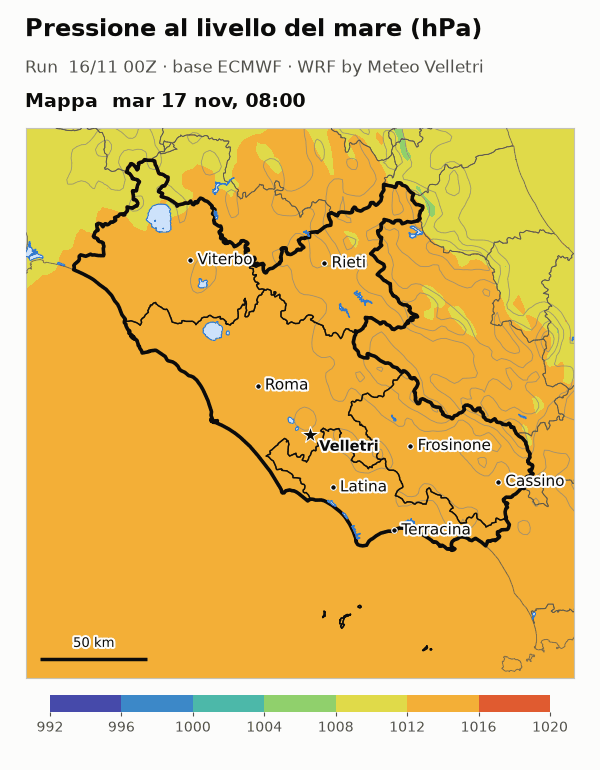 Pressione al livello del mare (hPa)
Run 16/11 00Z · base ECMWF · WRF by Meteo Velletri
Mappa mar 17 nov, 08:00
Viterbo
Rieti
Roma
Velletri
Frosinone
Latina
Cassino
Terracina
50 km
992 996 1000 1004 1008 1012 1016 1020